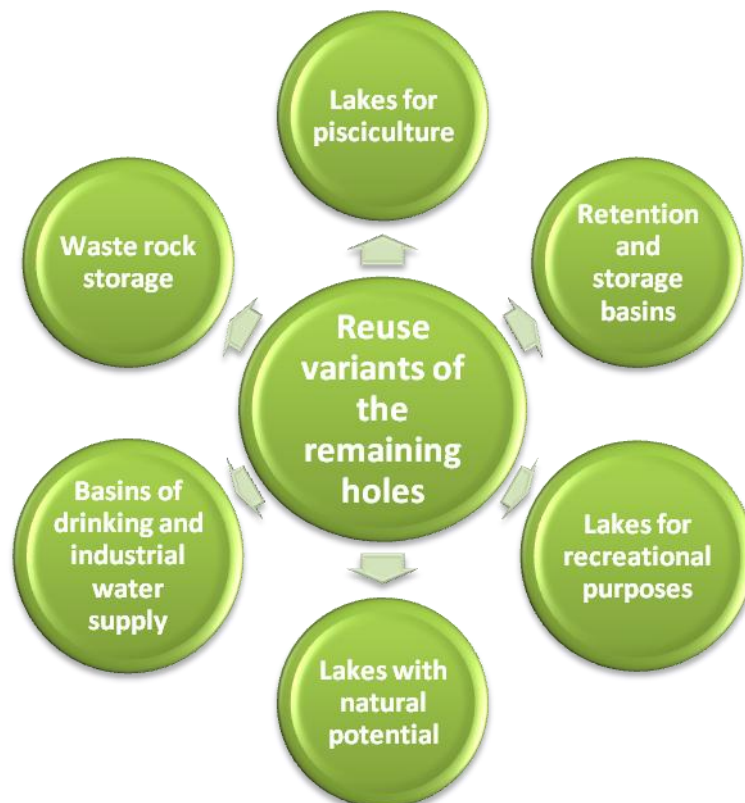 Lakes for
pisciculture
Retention
and
storage
basins
Lakes for
recreational
purposes
Lakes with
natural
potential
Basins of
drinking and
industrial
water
supply
Waste rock
storage
Reuse
variants of
the
remaining
holes